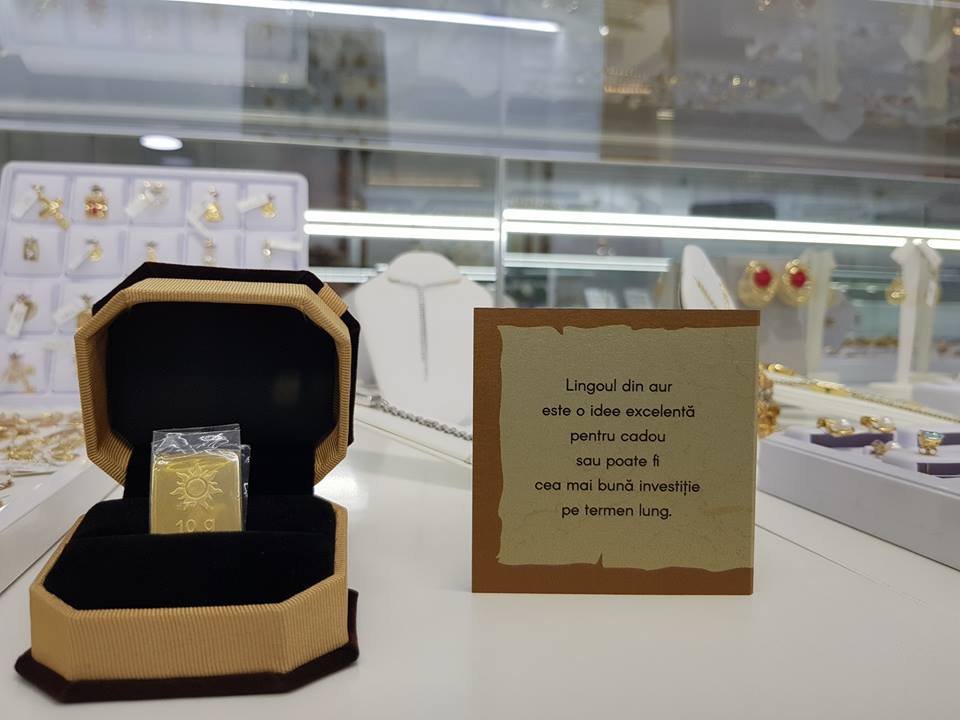 10 g
Lingoul din aur
este o idee excelentă
pentru cadou
sau poate fi
cea mai bună investiție
pe termen lung.